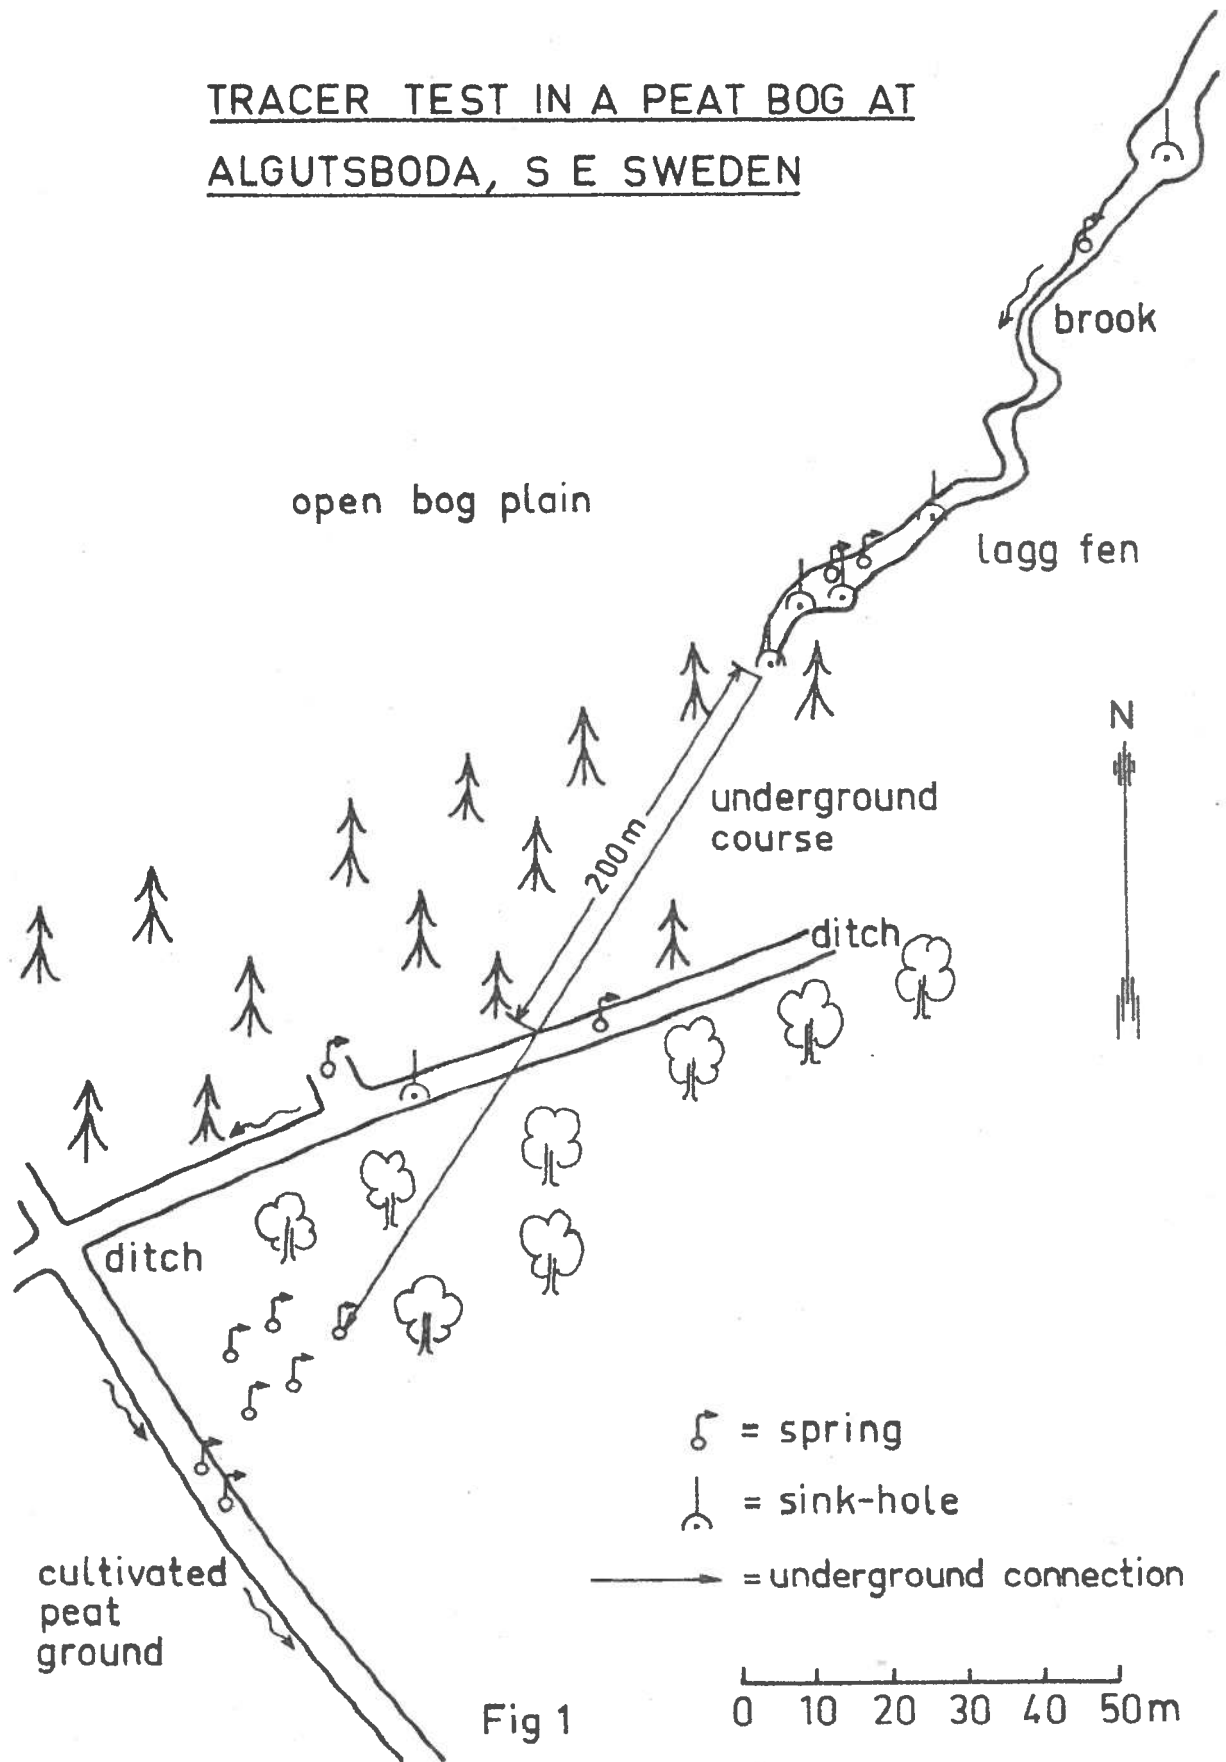 TRACER TEST IN A PEAT BOG AT
ALGUTSBODA, S E SWEDEN
brook
open bog plain
lagg fen
N
underground
course
200m
ditch
ditch
= spring
= sink-hole
= underground connection
cultivated
peat
ground
Fig 1
0 10 20 30 40 50m